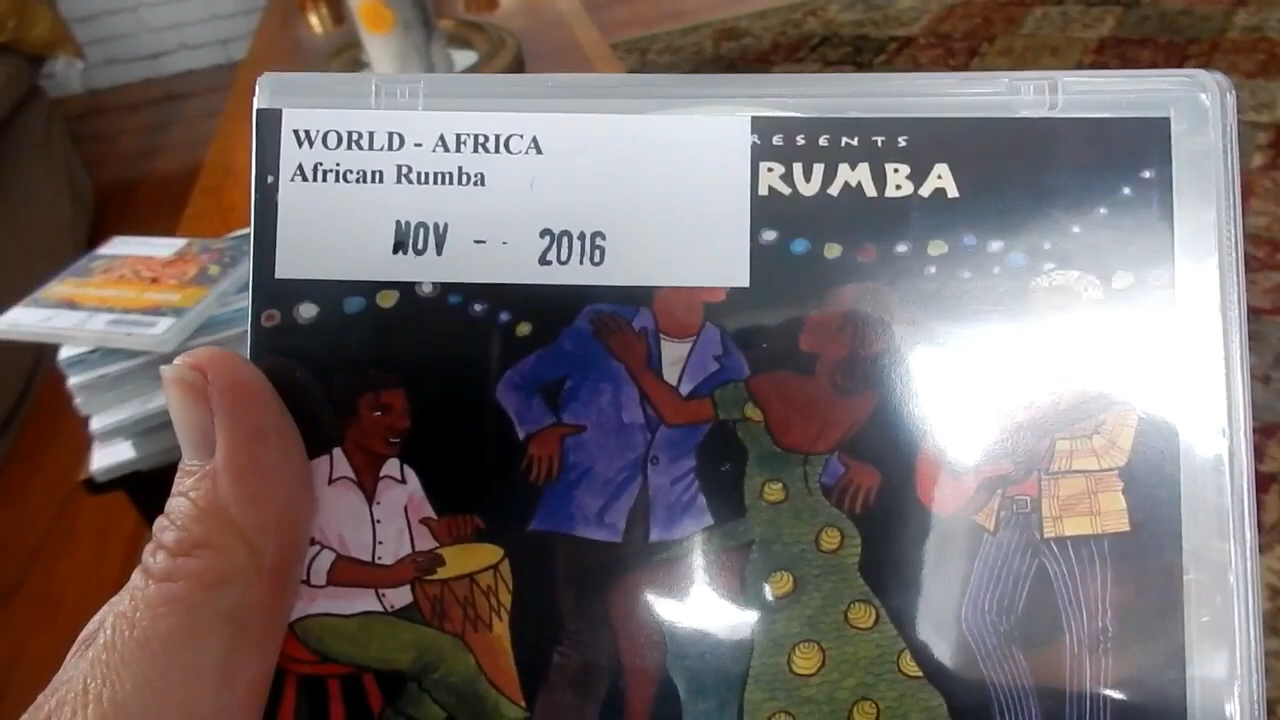 WORLD - AFRICA
African Rumba
NOV - - 2016
RESENTS
RUMBA